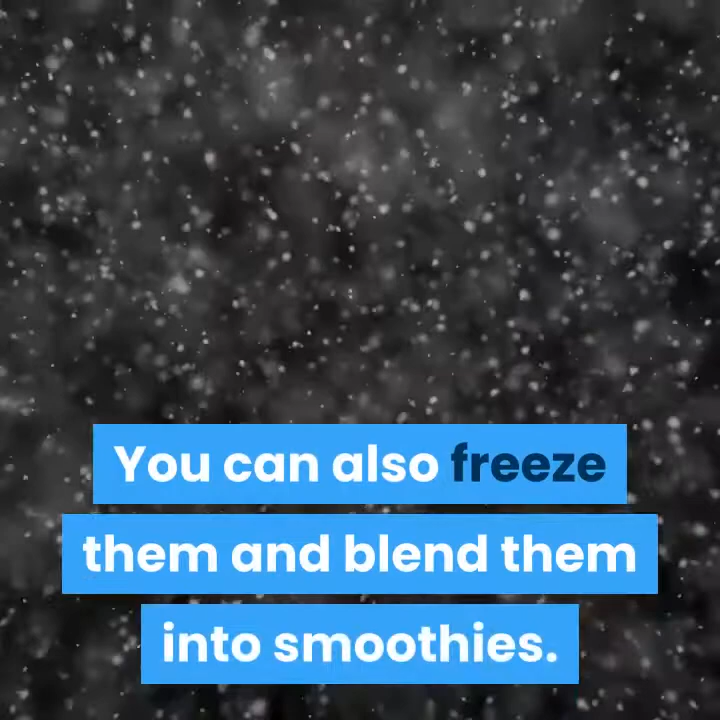 You can also freeze
them and blend them
into smoothies.